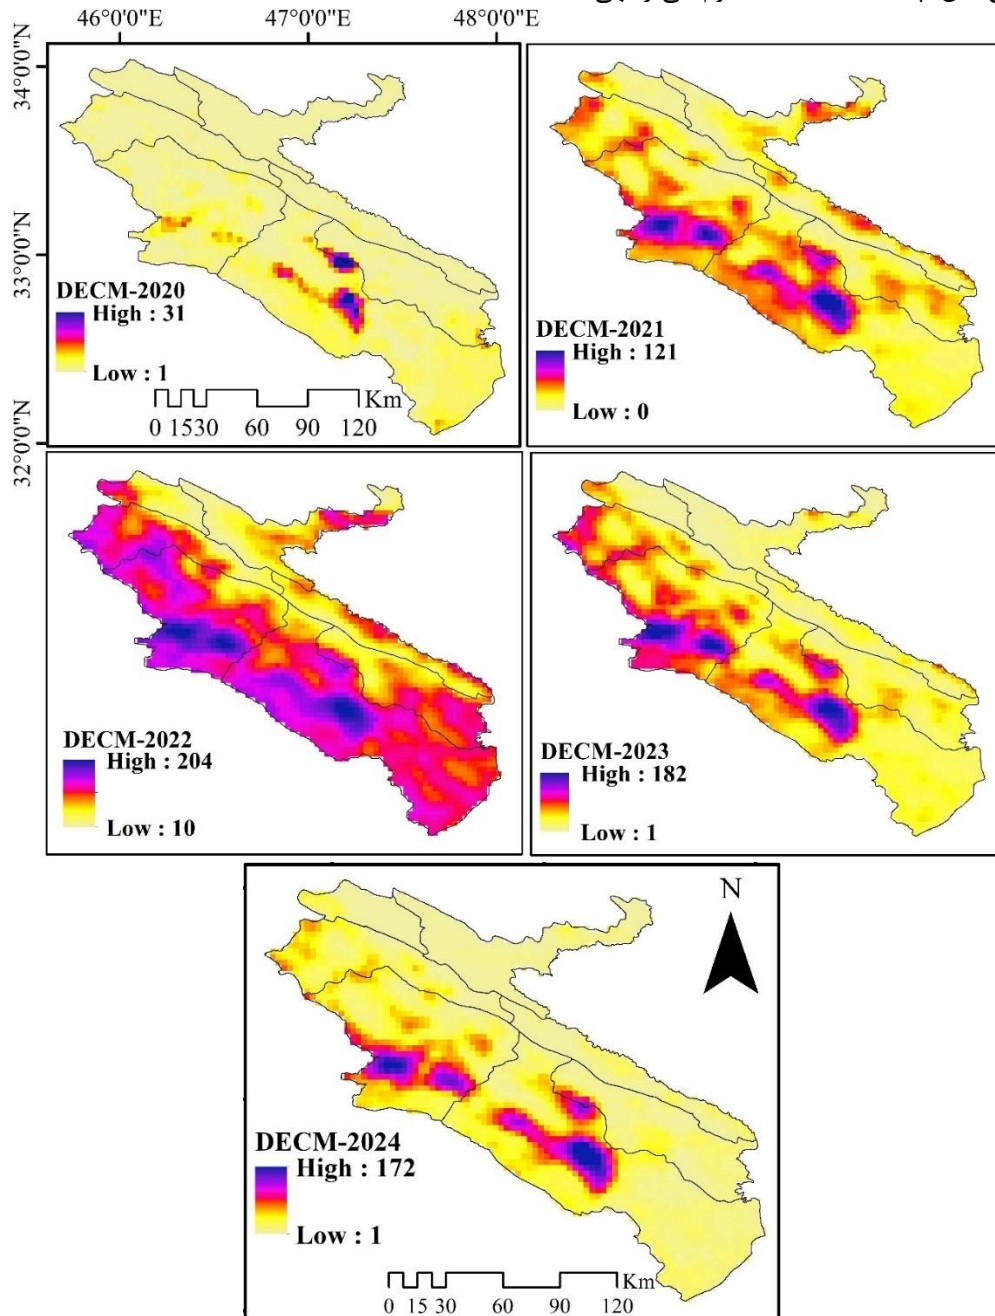 46°0'0"E 47°0'0"E 48°0'0"E
34°0'0"N
33°0'0"N
32°0'0"N
DECM-2020
High : 31
Low : 1
Km
0 15 30 60 90 120
DECM-2021
High : 121
Low : 0
DECM-2022
High : 204
Low : 10
DECM-2023
High : 182
Low : 1
N
DECM-2024
High : 172
Low : 1
Km
0 15 30 60 90 120